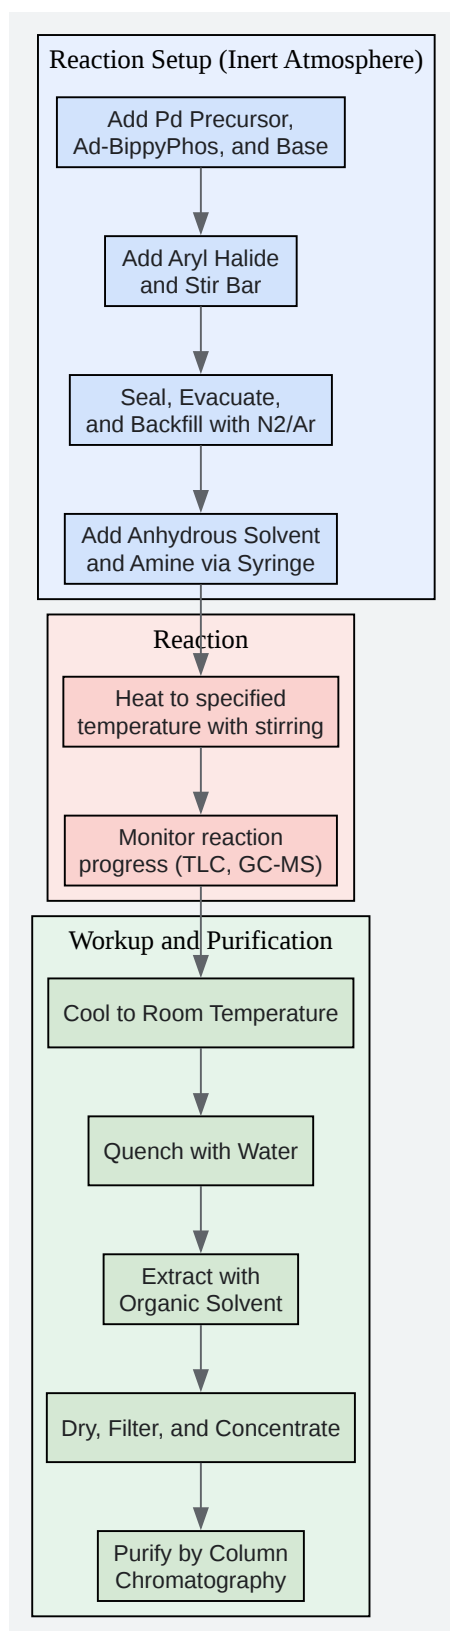 Reaction Setup (Inert Atmosphere)
Add Pd Precursor,
Ad-BippyPhos, and Base
Add Aryl Halide
and Stir Bar
Seal, Evacuate,
and Backfill with N2/Ar
Add Anhydrous Solvent
and Amine via Syringe
Reaction
Heat to specified
temperature with stirring
Monitor reaction
progress (TLC, GC-MS)
Workup and Purification
Cool to Room Temperature
Quench with Water
Extract with
Organic Solvent
Dry, Filter, and Concentrate
Purify by Column
Chromatography